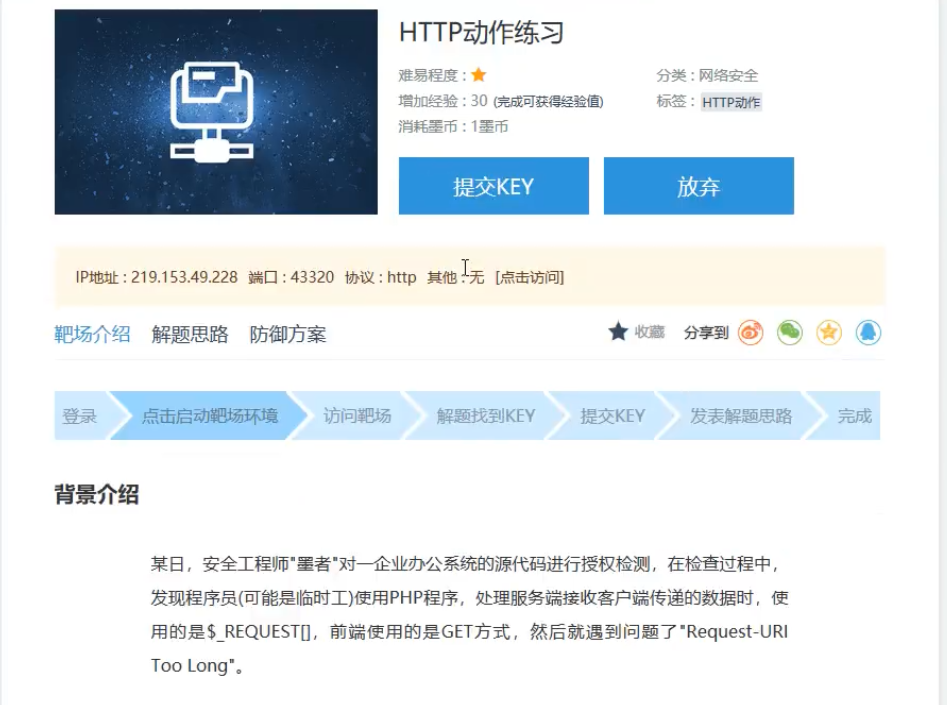 HTTP动作练习
难易程度：
分类：网络安全
增加经验：30 (完成可获得经验值)
标签：HTTP动作
消耗墨币：1墨币
提交KEY
放弃
IP地址 : 219.153.49.228 端口 : 43320 协议 : http 其他 : 无 [点击访问]
靶场介绍 解题思路 防御方案
收藏 分享到
登录 点击启动靶场环境 访问靶场 解题找到KEY 提交KEY 发表解题思路 完成
背景介绍
某日，安全工程师"墨者"对一企业办公系统的源代码进行授权检测，在检查过程中，
发现程序员(可能是临时工)使用PHP程序，处理服务端接收客户端传递的数据时，使
用的是$_REQUEST[]，前端使用的是GET方式，然后就遇到问题了"Request-URI
Too Long"。